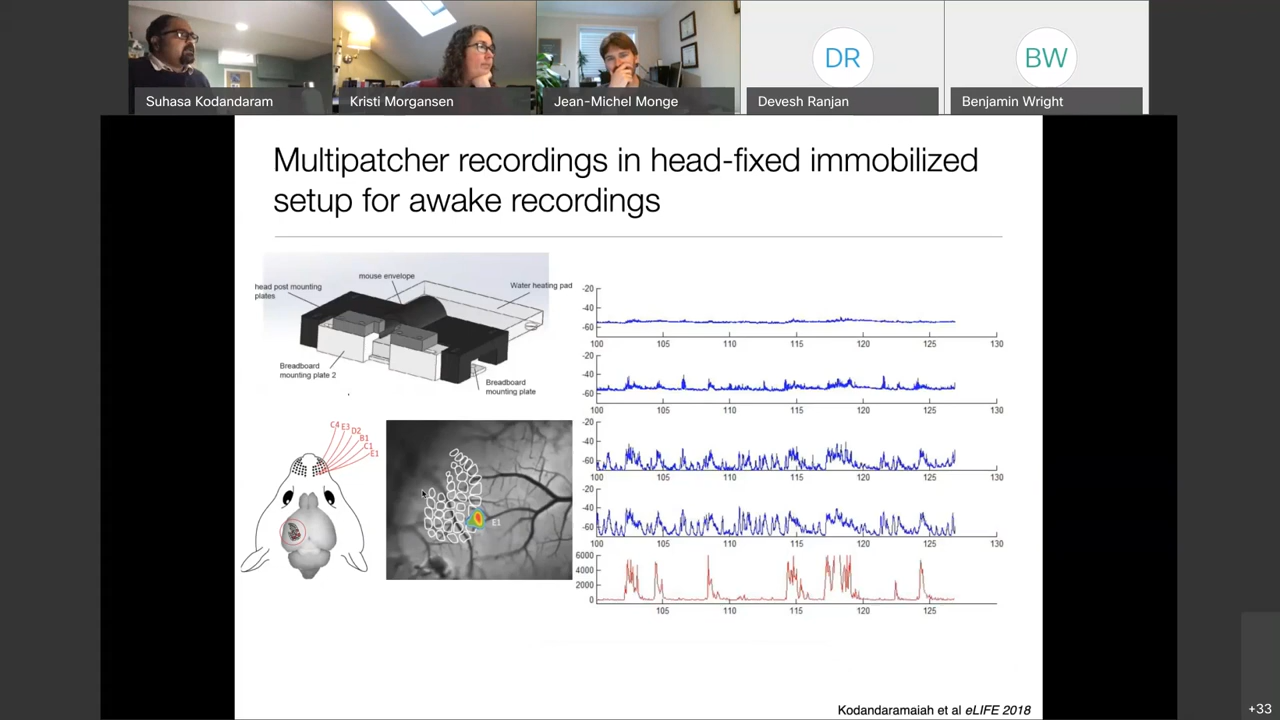 DR
BW
Suhasa Kodandaram
Kristi Morgansen
Jean-Michel Monge
Devesh Ranjan
Benjamin Wright
Multipatcher recordings in head-fixed immobilized
setup for awake recordings
mouse envelope
head post mounting
plates
Water heating pad
Breadboard
mounting plate 2
Breadboard
mounting plate
C4
E3
D2
B1
C1
E1
E1
-20
-40
-60
100 105 110 115 120 125 130
-20
-40
-60
100 105 110 115 120 125 130
-20
-40
-60
100 105 110 115 120 125 130
-20
-40
-60
100 105 110 115 120 125 130
6000
4000
2000
0
105 110 115 120 125
Kodandaramaiah et al eLIFE 2018
+33